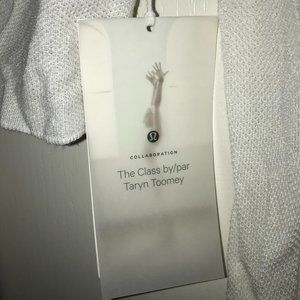 COLLABORATION
The Class by/par
Taryn Toomey